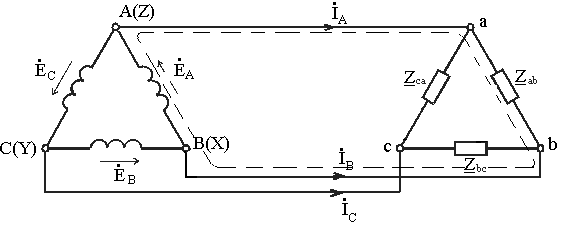 A(Z)
İ_A
a
Ė_C
Ė_A
Z_ca
Z_ab
C(Y)
B(X)
c
b
Ė_B
İ_B
Z_bc
İ_C